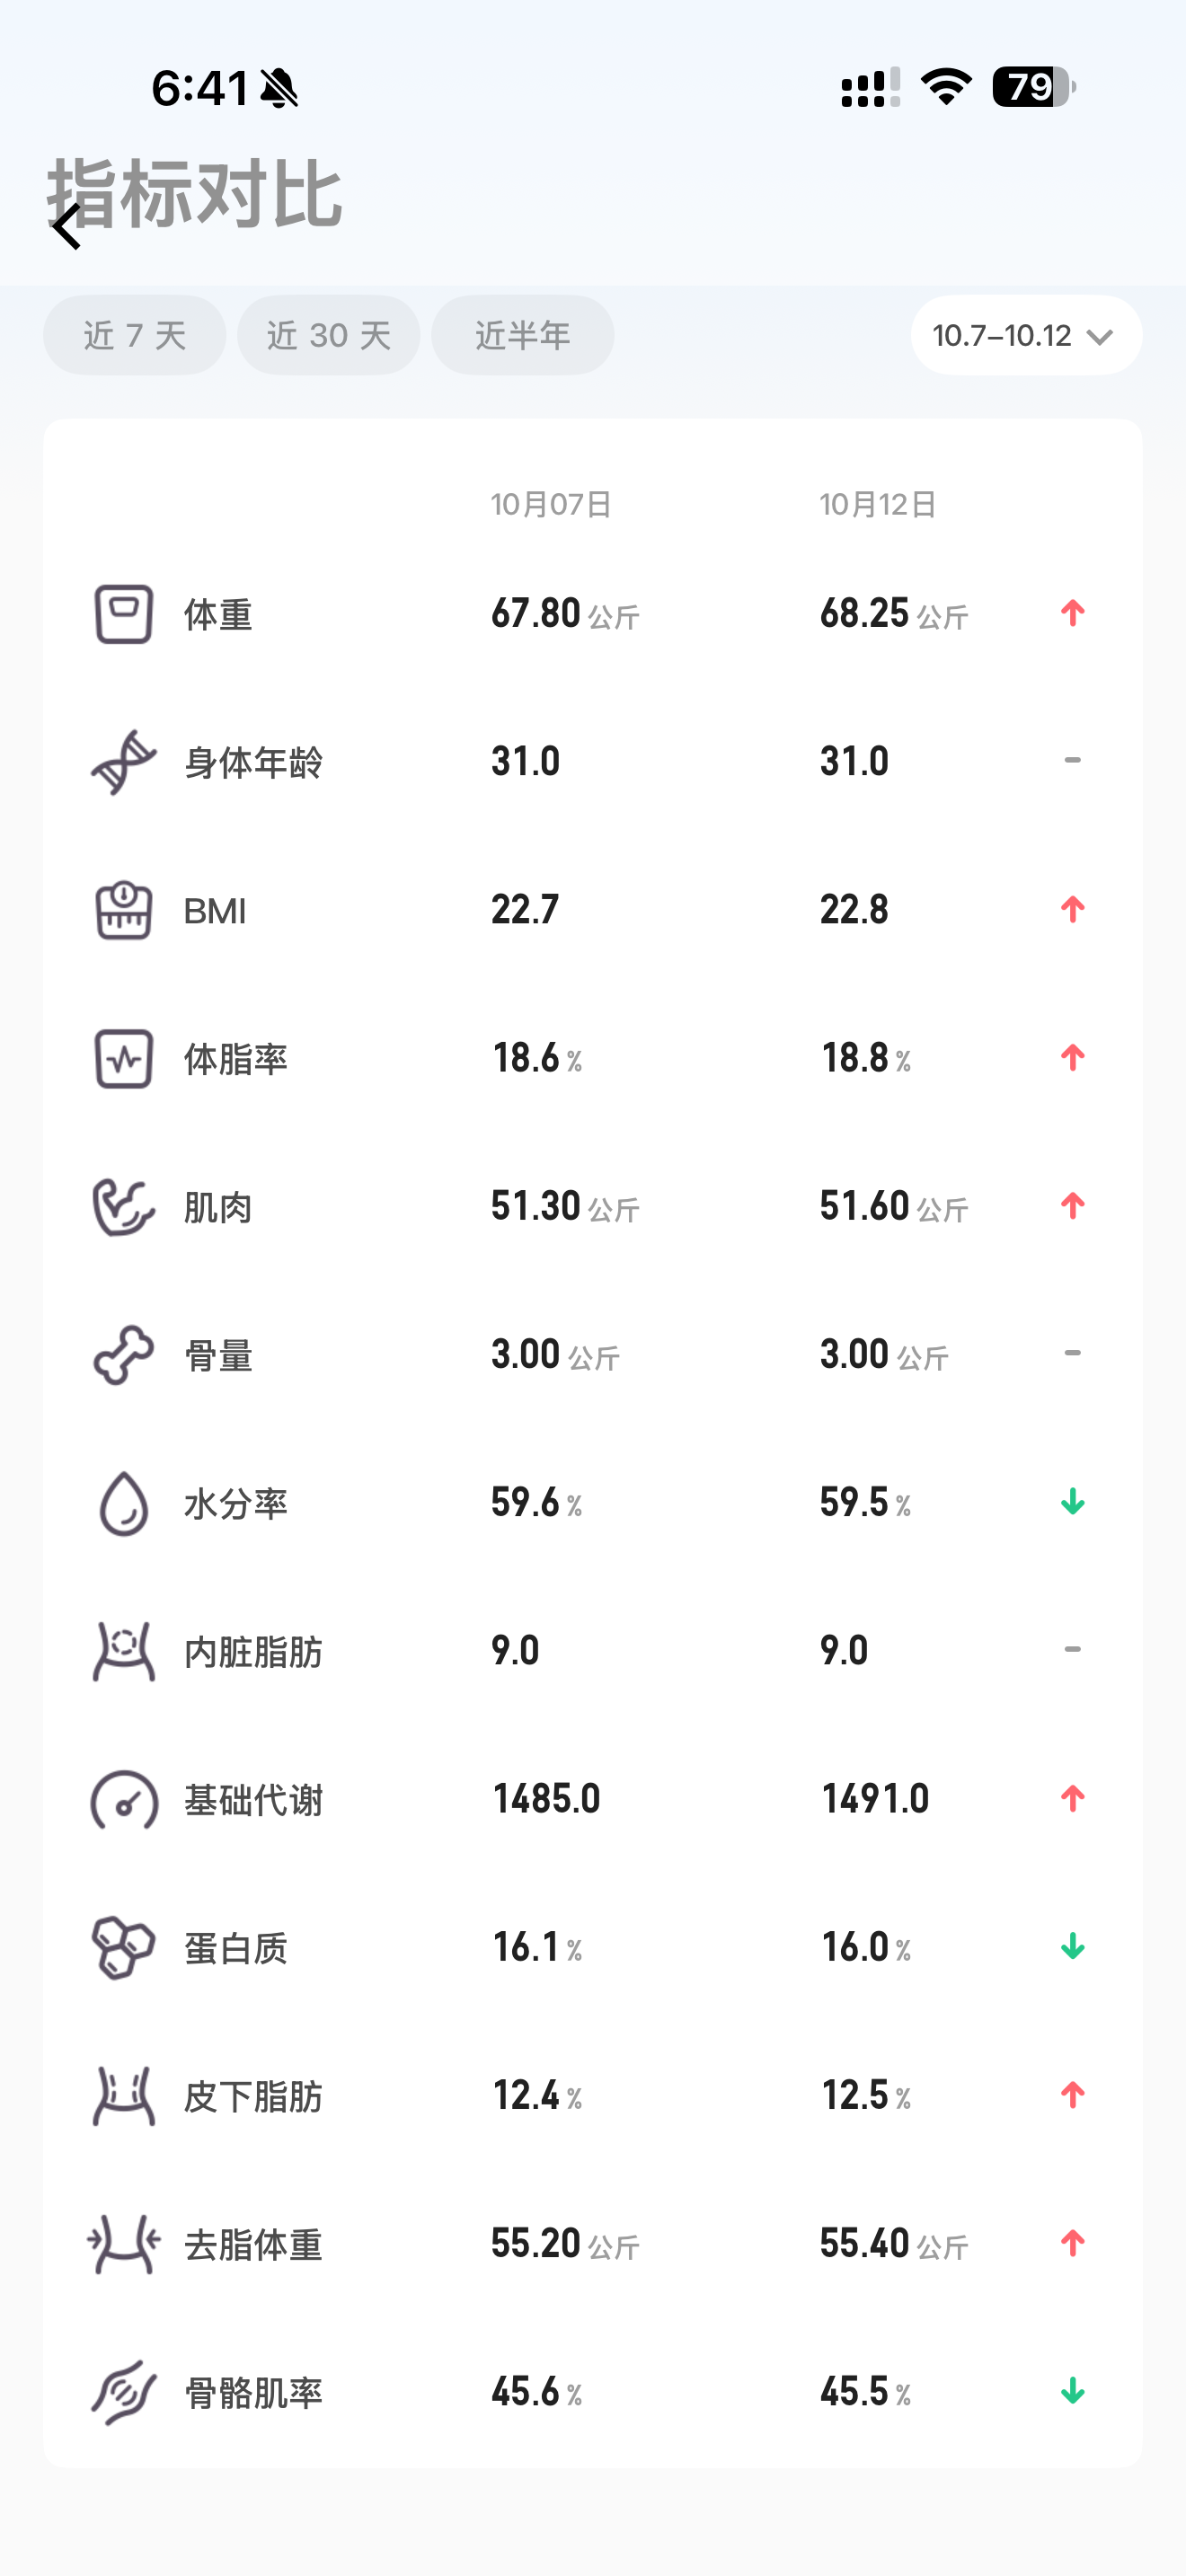 6:41
79
指标对比
近 7 天 近 30 天 近半年 10.7–10.12
10月07日 10月12日
体重 67.80 公斤 68.25 公斤
身体年龄 31.0 31.0 -
BMI 22.7 22.8
体脂率 18.6 % 18.8 %
肌肉 51.30 公斤 51.60 公斤
骨量 3.00 公斤 3.00 公斤 -
水分率 59.6 % 59.5 %
内脏脂肪 9.0 9.0 -
基础代谢 1485.0 1491.0
蛋白质 16.1 % 16.0 %
皮下脂肪 12.4 % 12.5 %
去脂体重 55.20 公斤 55.40 公斤
骨骼肌率 45.6 % 45.5 %